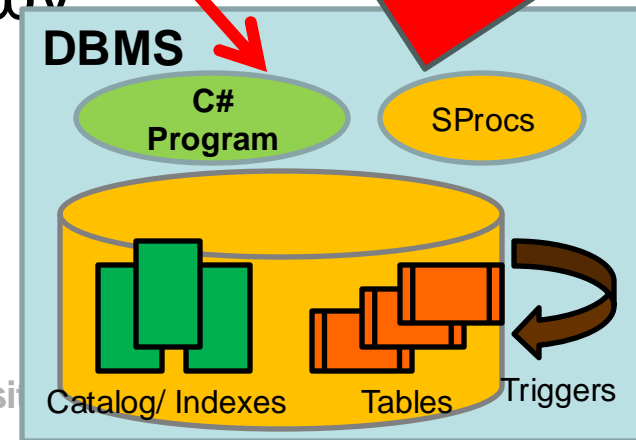 DBMS
C#
Program
SProcs
Catalog/ Indexes
Tables
Triggers